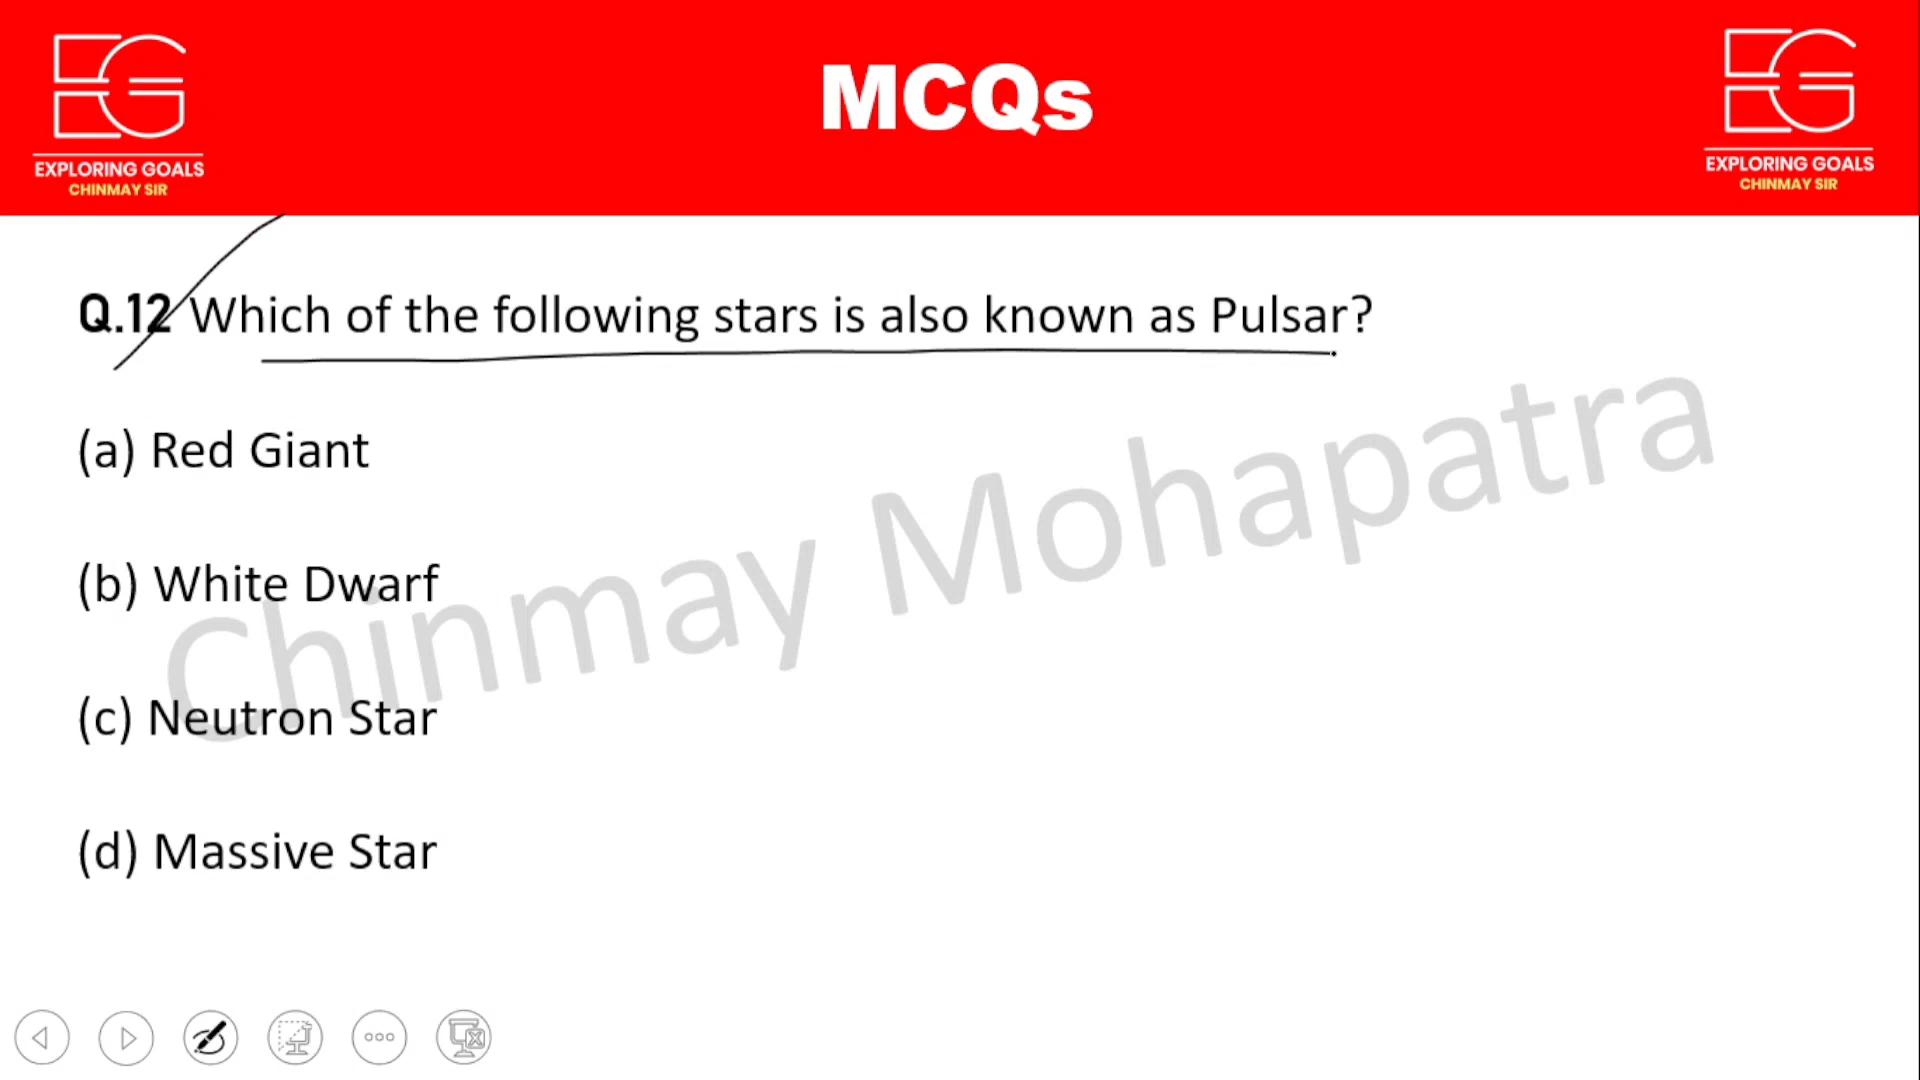 MCQs
EXPLORING GOALS
CHINMAY SIR
EXPLORING GOALS
CHINMAY SIR
Q.12 Which of the following stars is also known as Pulsar?
(a) Red Giant
(b) White Dwarf
(c) Neutron Star
(d) Massive Star
Chinmay Mohapatra